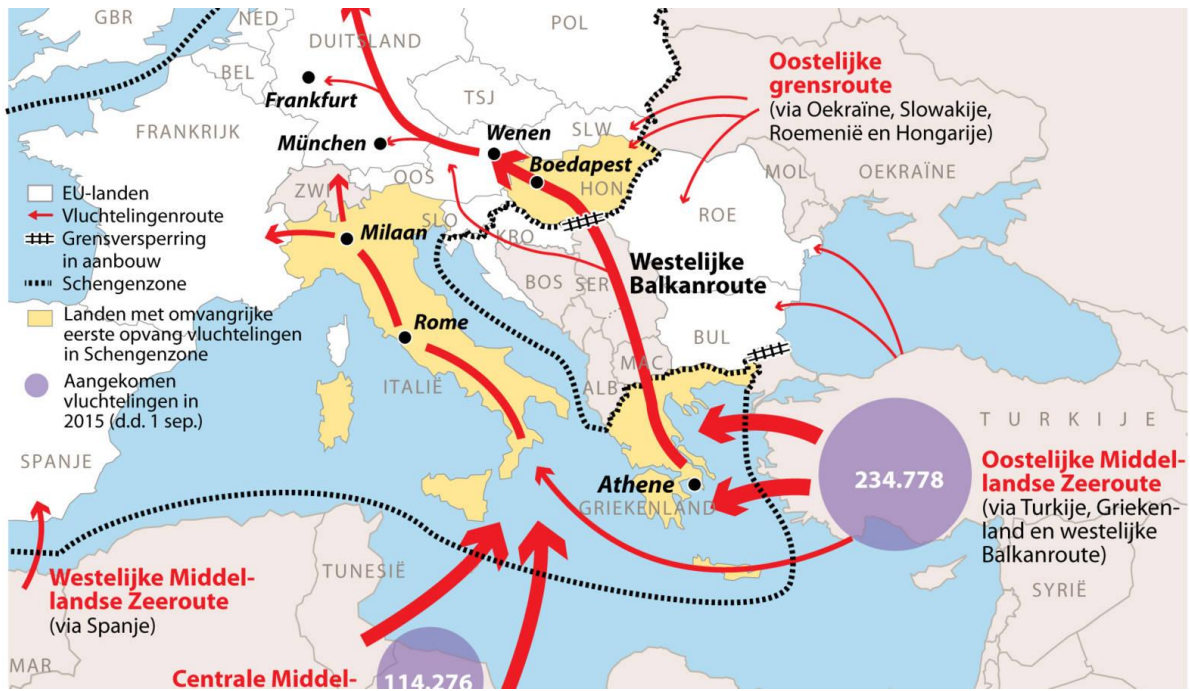 GBR
NED
DUITSLAND
POL
BEL
Frankfurt
TSJ
Oostelijke
grensroute
(via Oekraïne, Slowakije,
Roemenië en Hongarije)
FRANKRIJK
München
Wenen
SLW
Boedapest
HON
MOL
OEKRAÏNE
ZWI
OOS
ROE
EU-landen
Vluchtelingenroute
Grensversperring
in aanbouw
Schengenzone
Milaan
SLO
KRO
BOS
SER
Westelijke
Balkanroute
Landen met omvangrijke
eerste opvang vluchtelingen
in Schengenzone
Rome
BUL
MAC
ALB
ITALIË
Aangekomen
vluchtelingen in
2015 (d.d. 1 sep.)
TURKIJE
SPANJE
234.778
Oostelijke Middel-
landse Zeeroute
(via Turkije, Grieken-
land en westelijke
Balkanroute)
Athene
GRIEKENLAND
Westelijke Middel-
landse Zeeroute
(via Spanje)
TUNESIË
SYRIË
MAR
Centrale Middel-
114.276